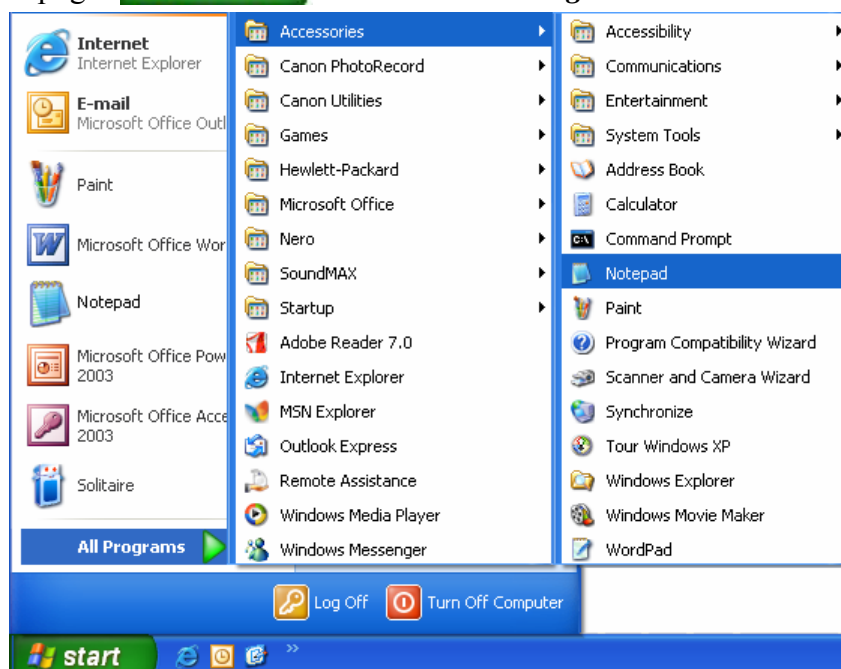 Internet
Internet Explorer
E-mail
Microsoft Office Outl
Paint
Microsoft Office Wor
Notepad
Microsoft Office Pow
2003
Microsoft Office Acce
2003
Solitaire
All Programs
Accessories
Canon PhotoRecord
Canon Utilities
Games
Hewlett-Packard
Microsoft Office
Nero
SoundMAX
Startup
Adobe Reader 7.0
Internet Explorer
MSN Explorer
Outlook Express
Remote Assistance
Windows Media Player
Windows Messenger
Accessibility
Communications
Entertainment
System Tools
Address Book
Calculator
Command Prompt
Notepad
Paint
Program Compatibility Wizard
Scanner and Camera Wizard
Synchronize
Tour Windows XP
Windows Explorer
Windows Movie Maker
WordPad
Log Off
Turn Off Computer
start